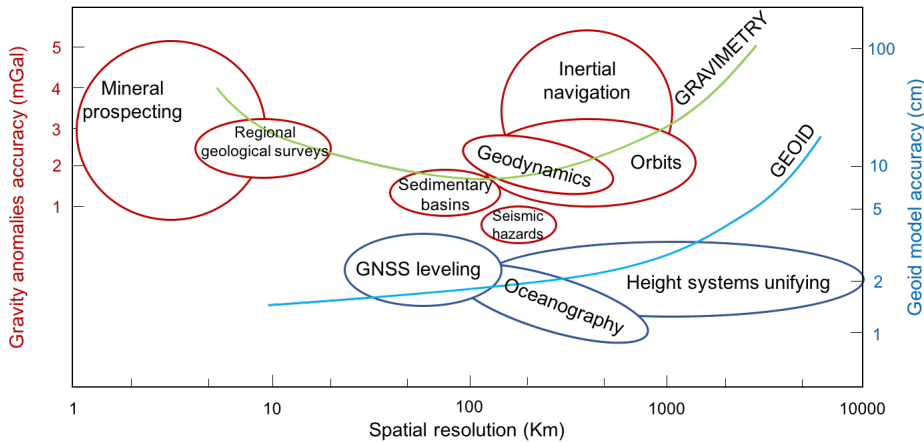 Gravity anomalies accuracy (mGal)
5
4
3
2
1
Mineral
prospecting
Regional
geological surveys
Inertial
navigation
GRAVIMETRY
Geodynamics
Orbits
Sedimentary
basins
Seismic
hazards
GEOID
GNSS leveling
Oceanography
Height systems unifying
100
10
5
2
1
Geoid model accuracy (cm)
1
10
100
1000
10000
Spatial resolution (Km)